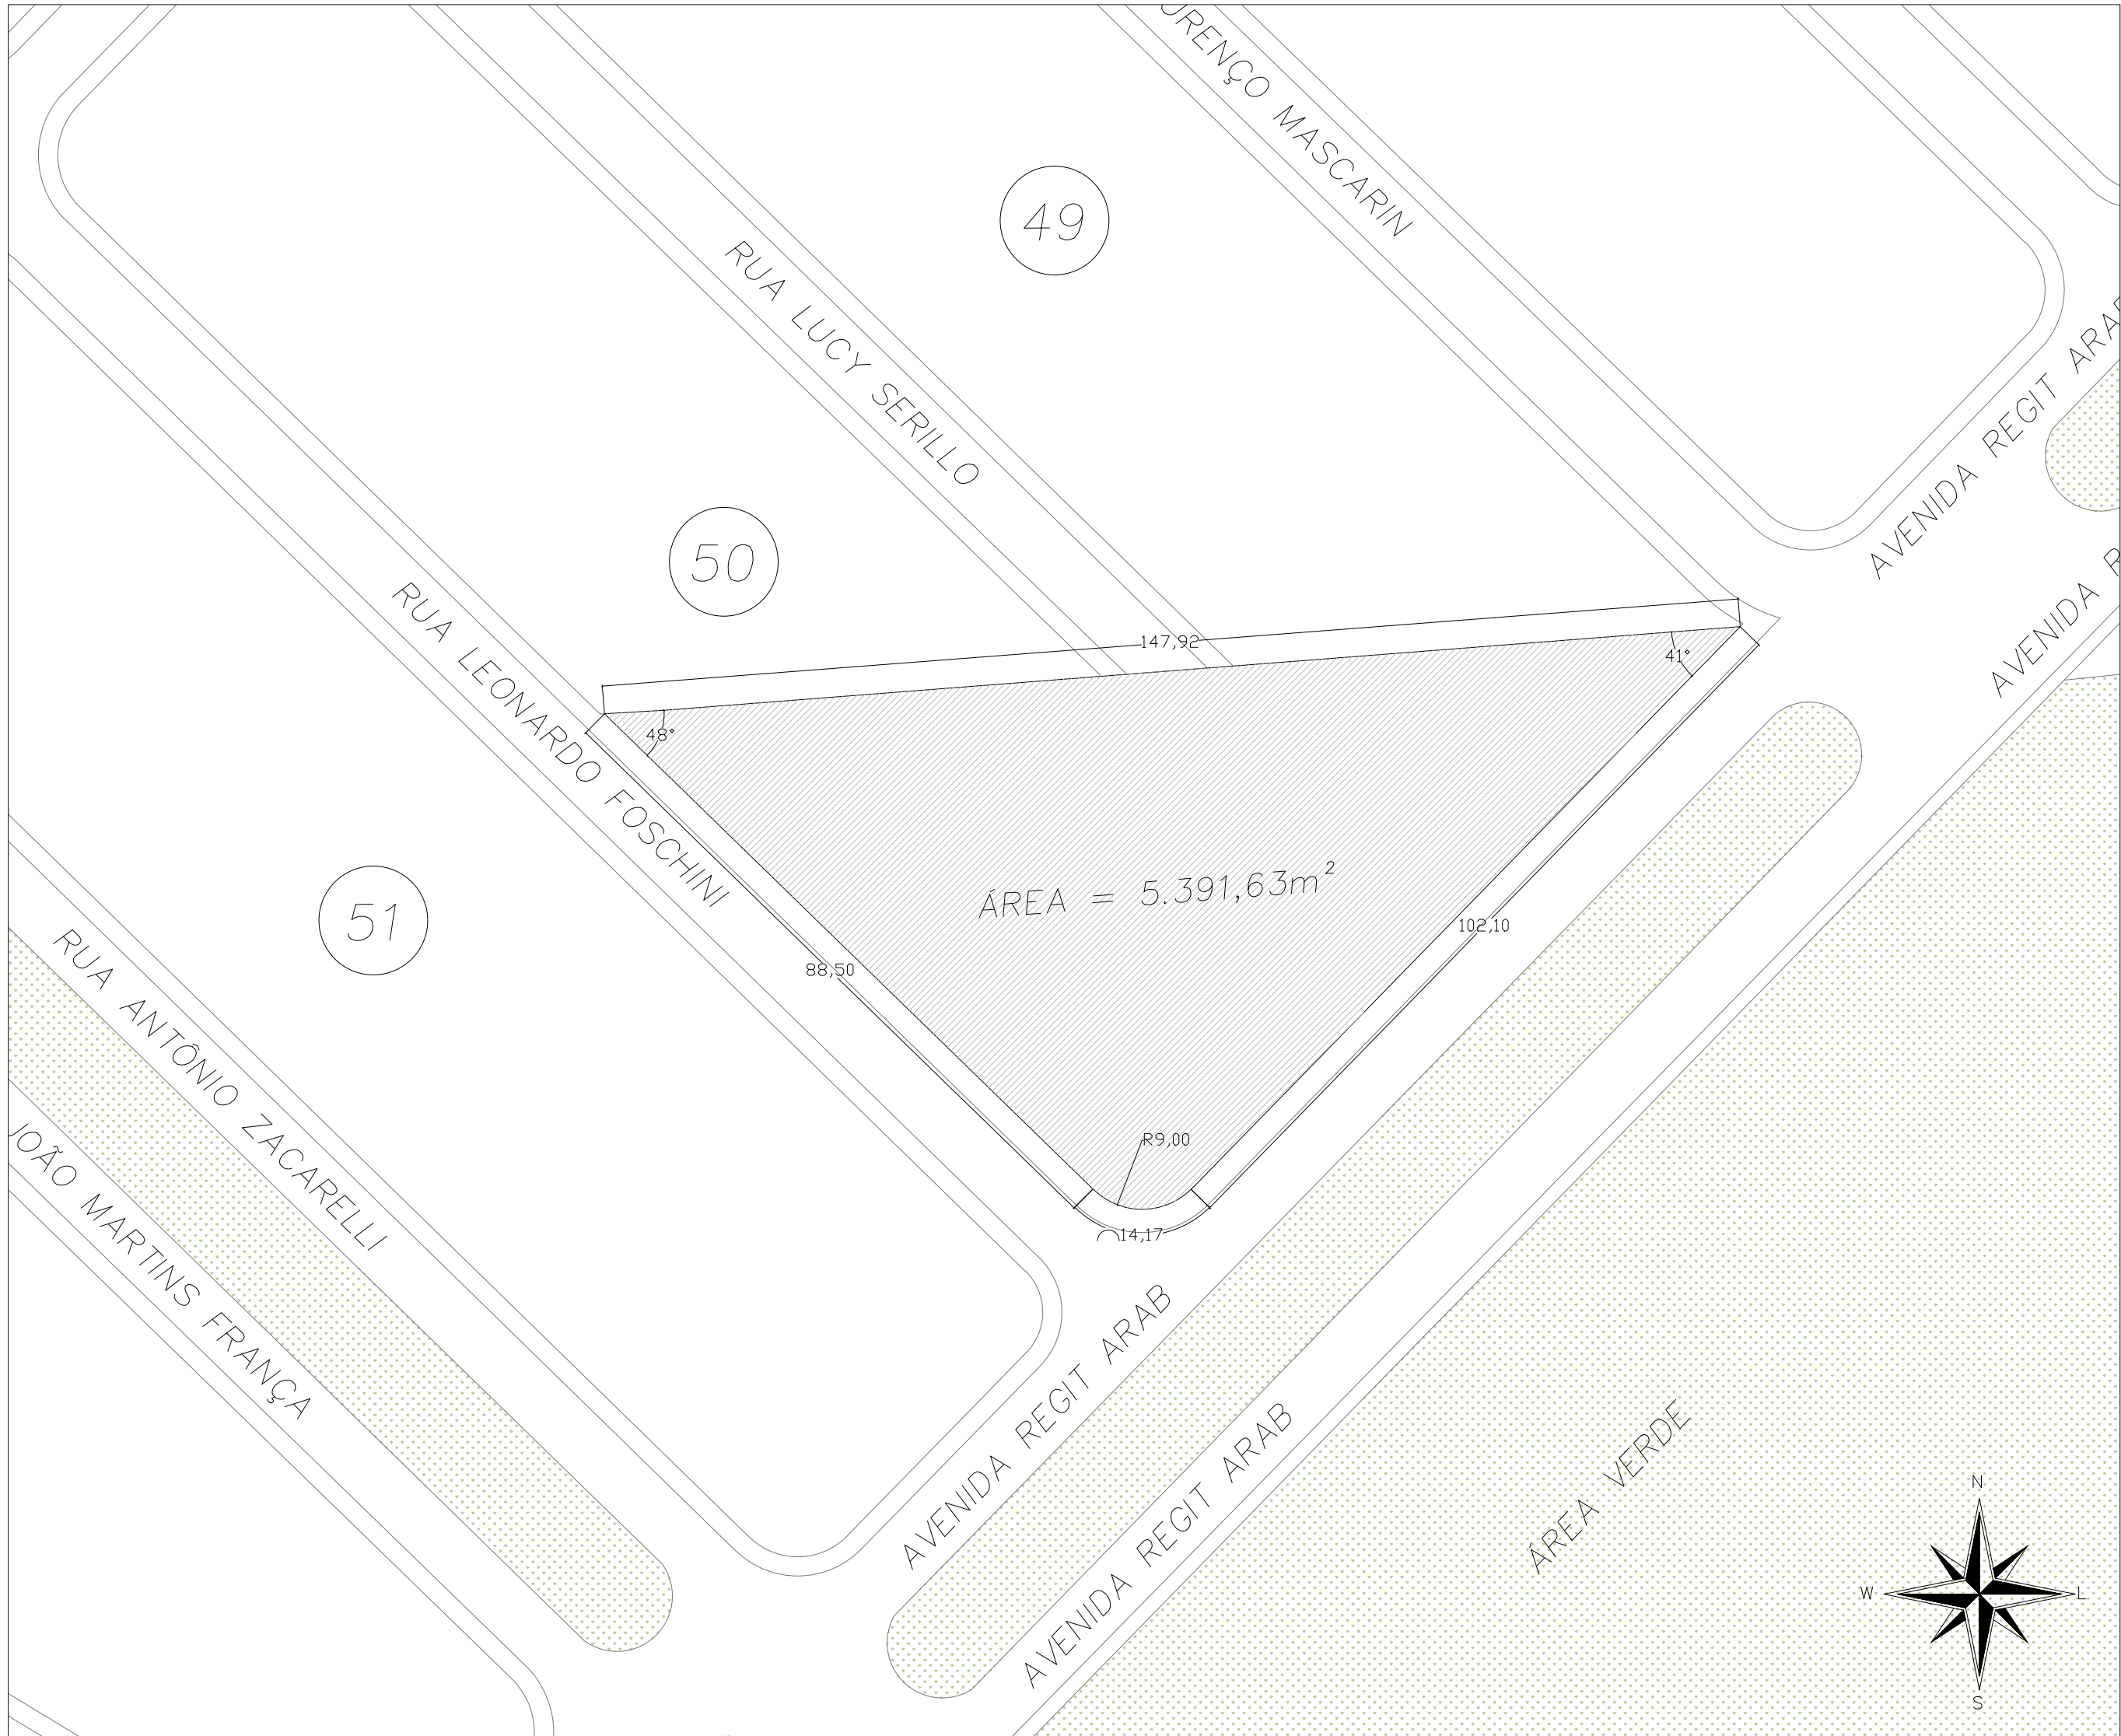 URENÇO MASCARIN
49
RUA LUCY SERILLO
AVENIDA REGIT ARAB
50
AVENIDA R
RUA LEONARDO FOSCHINI
147,92
41°
48°
ÁREA = 5.391,63m²
51
102,10
88,50
RUA ANTÔNIO ZACARELLI
JOÃO MARTINS FRANÇA
R9,00
14,17
AVENIDA REGIT ARAB
AVENIDA REGIT ARAB
ÁREA VERDE
N
W
L
S